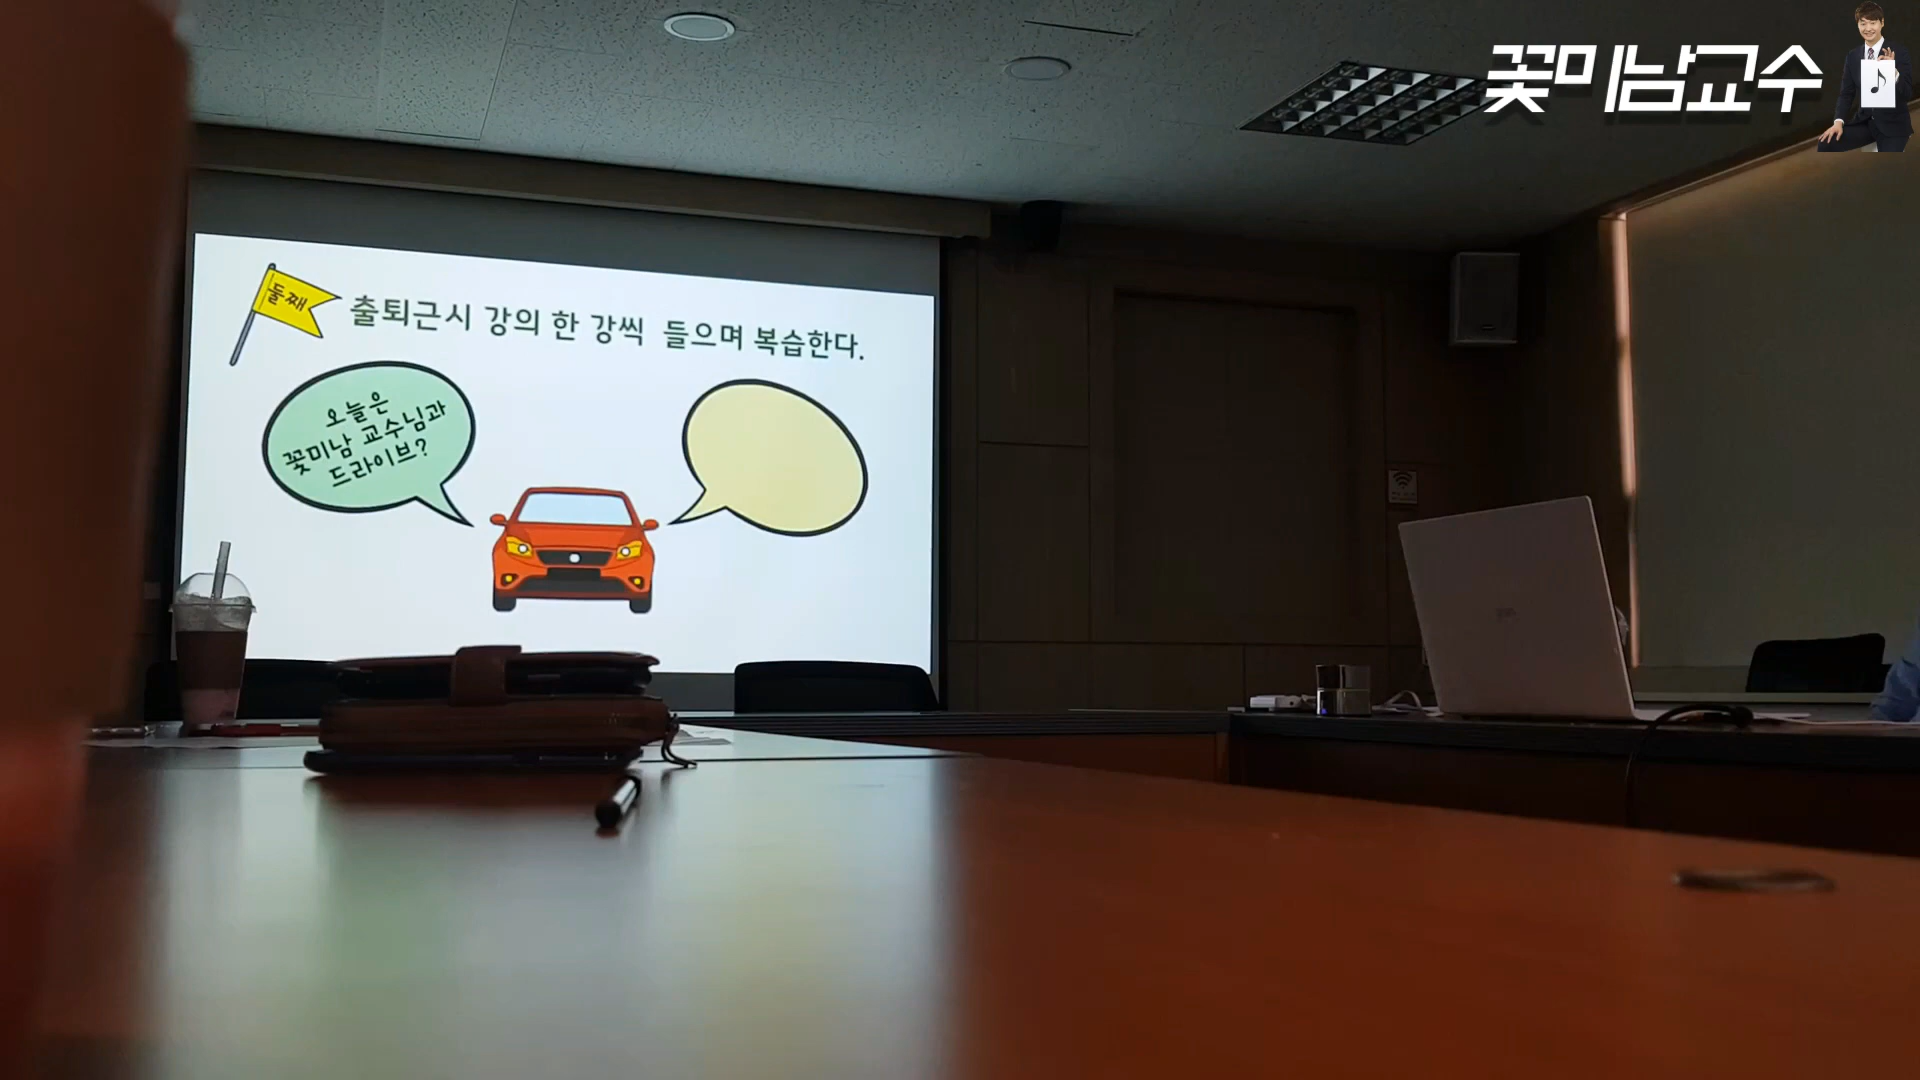 꽃미남교수
둘째
출퇴근시 강의 한 강씩 들으며 복습한다.
오늘은
꽃미남 교수님과
드라이브?